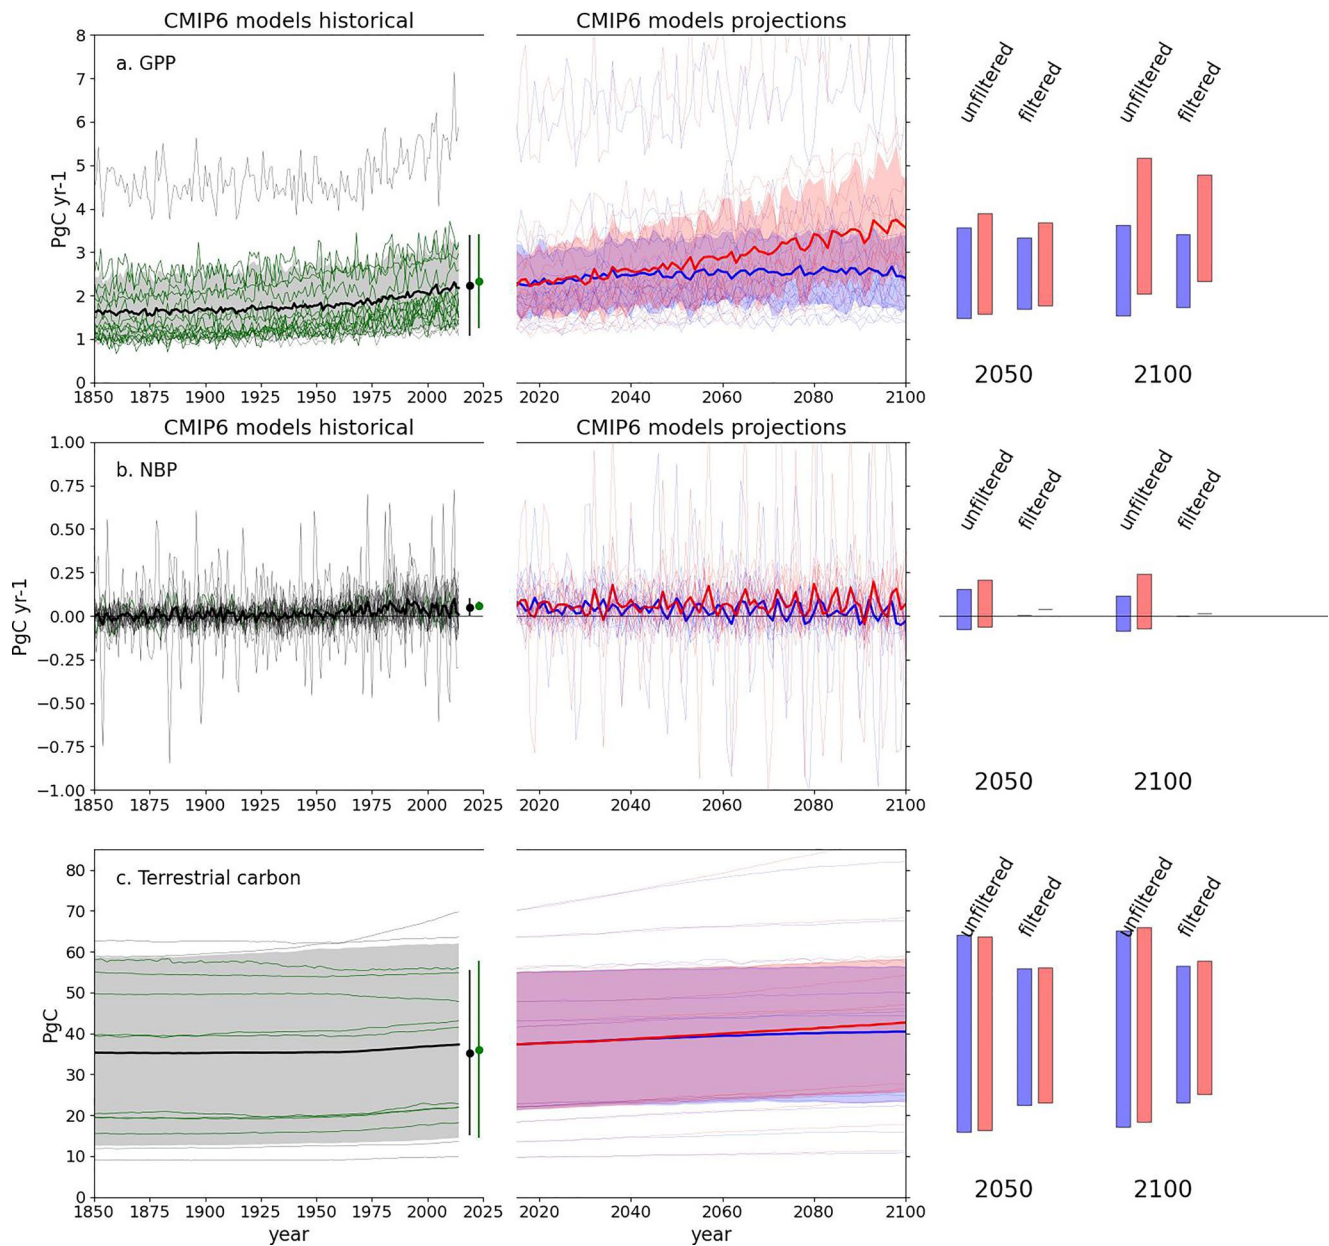 CMIP6 models historical
CMIP6 models projections
a. GPP
PgC yr-1
8
7
6
5
4
3
2
1
0
1850 1875 1900 1925 1950 1975 2000 2025
2020 2040 2060 2080 2100
unfiltered
filtered
unfiltered
filtered
2050
2100
CMIP6 models historical
CMIP6 models projections
b. NBP
PgC yr-1
1.00
0.75
0.50
0.25
0.00
−0.25
−0.50
−0.75
−1.00
1850 1875 1900 1925 1950 1975 2000 2025
2020 2040 2060 2080 2100
unfiltered
filtered
unfiltered
filtered
2050
2100
c. Terrestrial carbon
PgC
80
70
60
50
40
30
20
10
0
1850 1875 1900 1925 1950 1975 2000 2025
2020 2040 2060 2080 2100
year
year
unfiltered
filtered
unfiltered
filtered
2050
2100